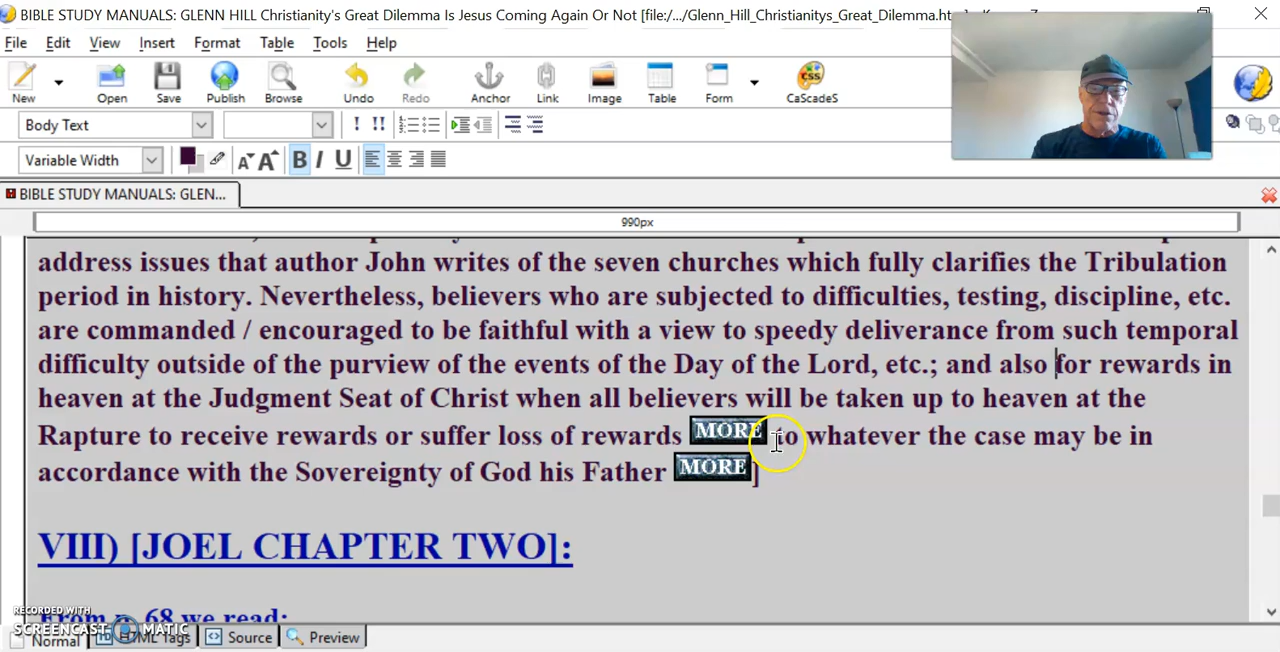 BIBLE STUDY MANUALS: GLENN HILL Christianity's Great Dilemma Is Jesus Coming Again Or Not [file:/.../Glenn_Hill_Christianitys_Great_Dilemma.ht
File Edit View Insert Format Table Tools Help
New Open Save Publish Browse Undo Redo Anchor Link Image Table Form CaScadeS
Body Text
Variable Width
BIBLE STUDY MANUALS: GLEN...
990px
address issues that author John writes of the seven churches which fully clarifies the Tribulation
period in history. Nevertheless, believers who are subjected to difficulties, testing, discipline, etc.
are commanded / encouraged to be faithful with a view to speedy deliverance from such temporal
difficulty outside of the purview of the events of the Day of the Lord, etc.; and also for rewards in
heaven at the Judgment Seat of Christ when all believers will be taken up to heaven at the
Rapture to receive rewards or suffer loss of rewards MORE to whatever the case may be in
accordance with the Sovereignty of God his Father MORE ]
VIII) [JOEL CHAPTER TWO]:
From p. 68 we read:
RECORDED WITH
SCREENCAST MATIC
Normal HTML Tags Source Preview